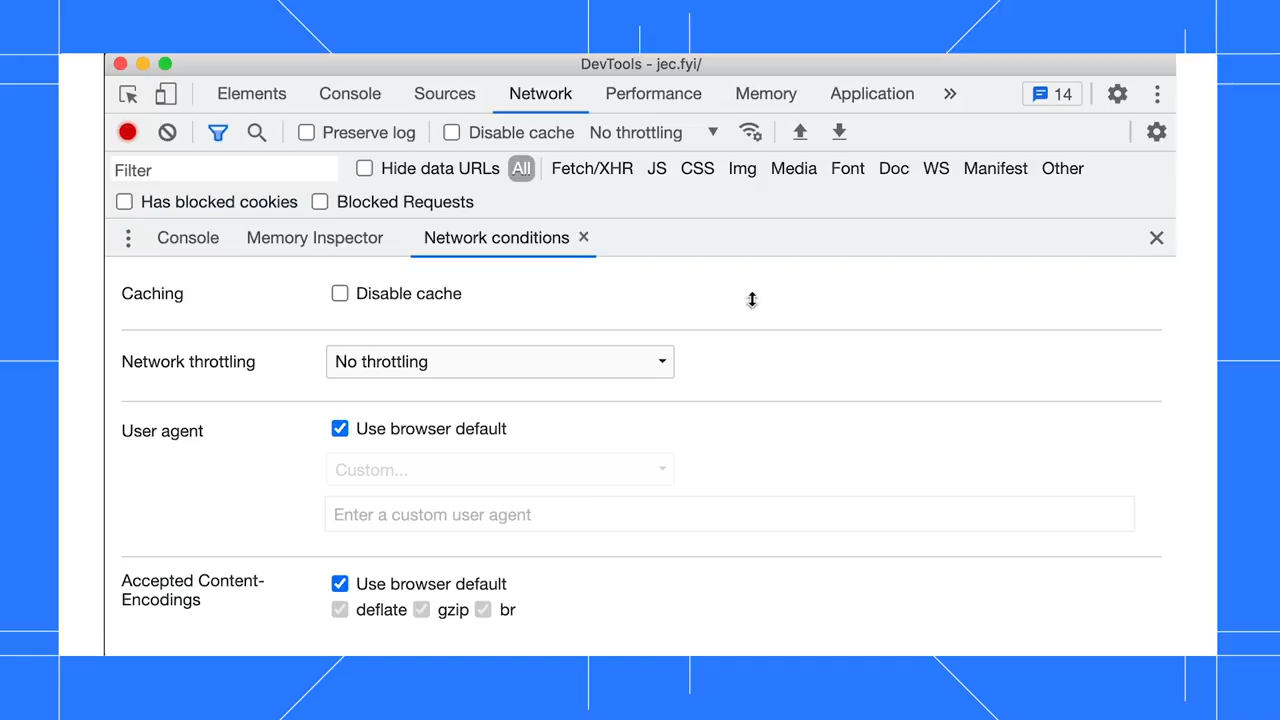 DevTools - jec.fyi/
Elements Console Sources Network Performance Memory Application » 14
Preserve log Disable cache No throttling
Filter Hide data URLs All Fetch/XHR JS CSS Img Media Font Doc WS Manifest Other
Has blocked cookies Blocked Requests
Console Memory Inspector Network conditions
Caching Disable cache
Network throttling No throttling
User agent Use browser default
Custom...
Enter a custom user agent
Accepted Content-
Encodings
Use browser default
deflate gzip br